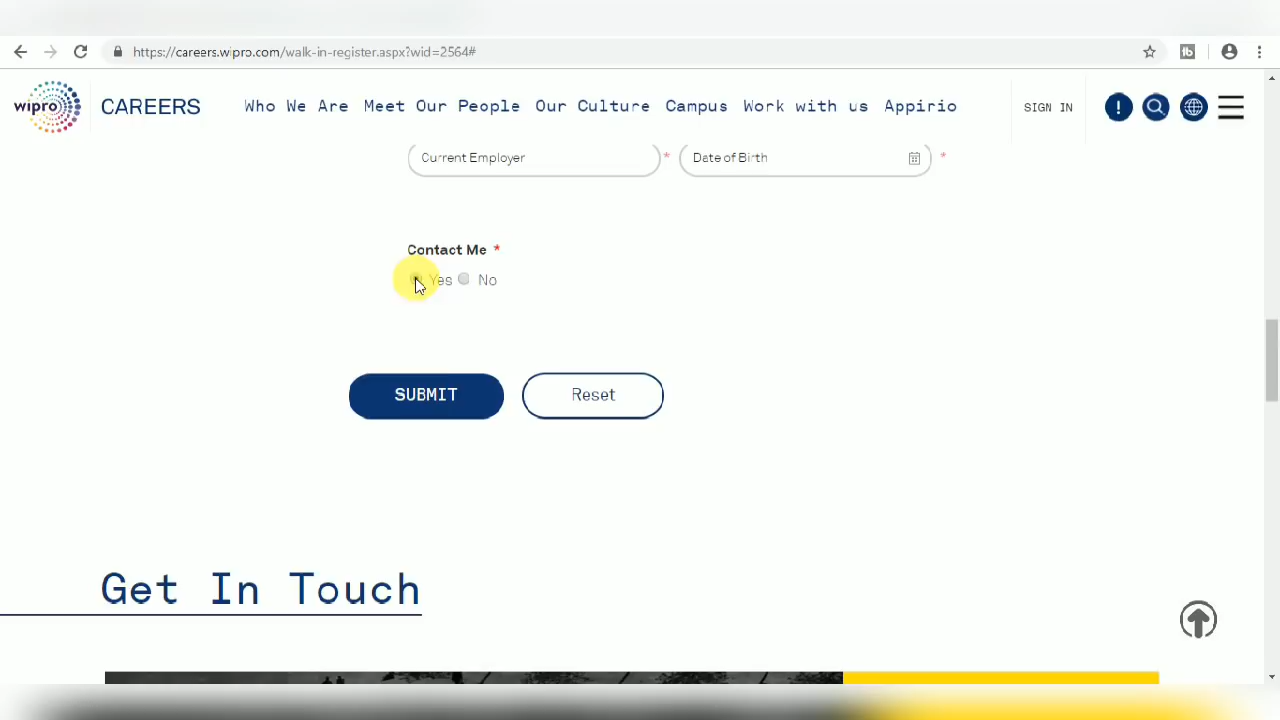 https://careers.wipro.com/walk-in-register.aspx?wid=2564#
wipro
CAREERS
Who We Are
Meet Our People
Our Culture
Campus
Work with us
Appirio
SIGN IN
Current Employer *
Date of Birth *
Contact Me *
Yes No
SUBMIT
Reset
Get In Touch